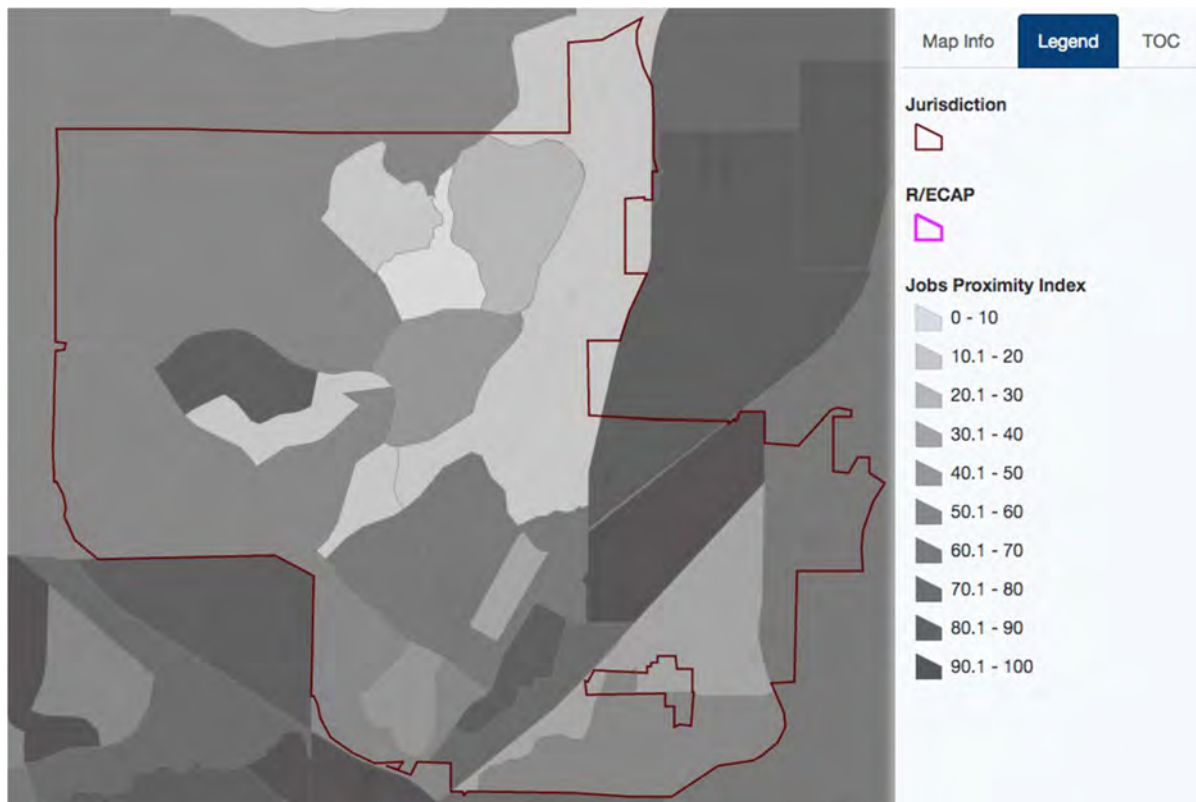 Map Info Legend TOC
Jurisdiction
R/ECAP
Jobs Proximity Index
0 - 10
10.1 - 20
20.1 - 30
30.1 - 40
40.1 - 50
50.1 - 60
60.1 - 70
70.1 - 80
80.1 - 90
90.1 - 100